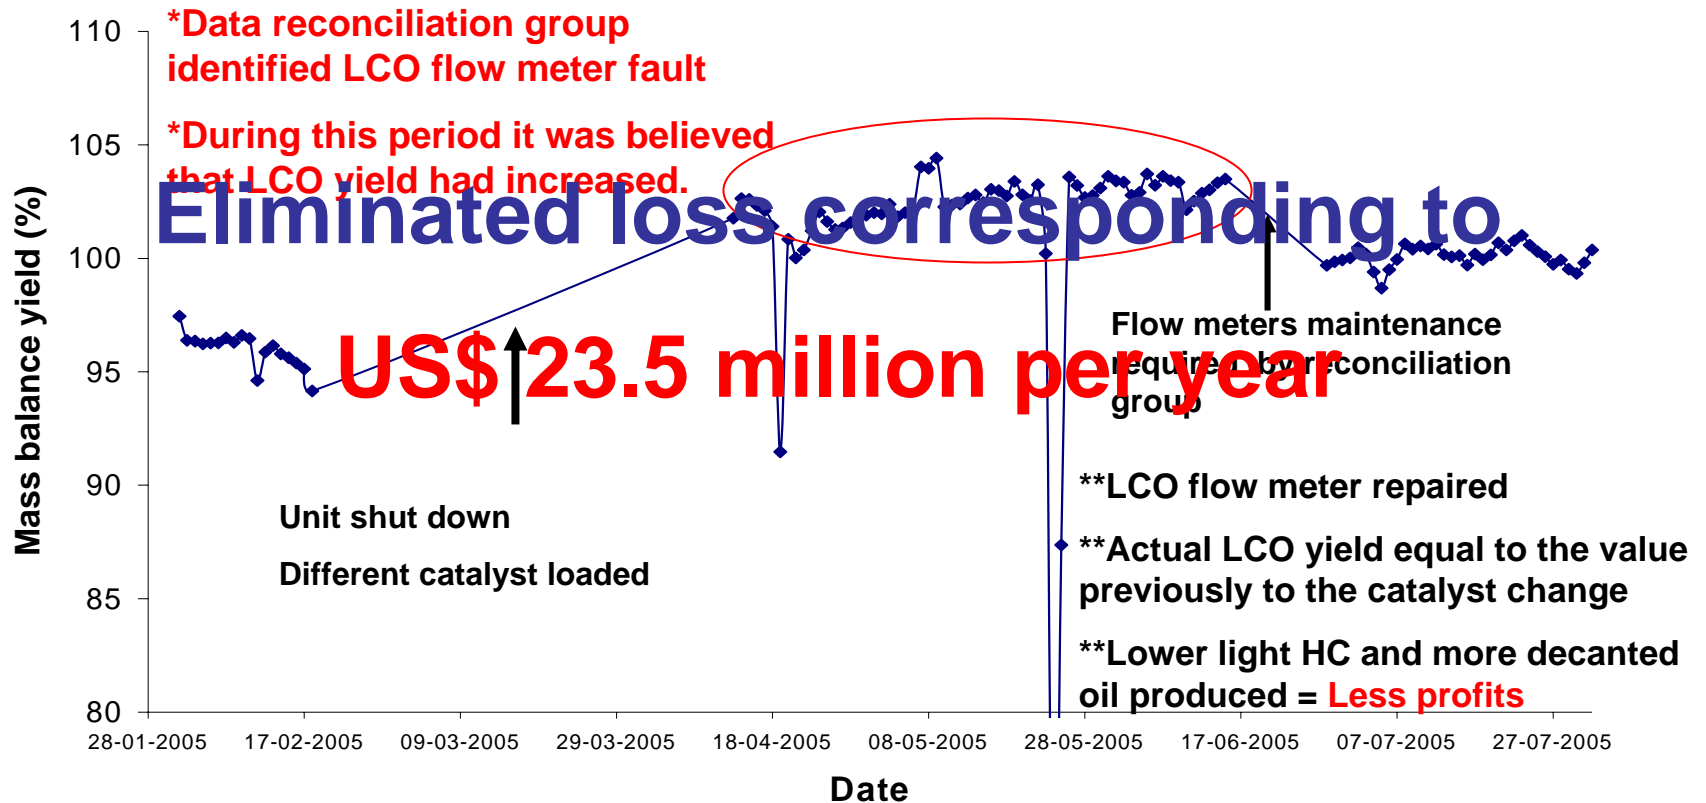 *Data reconciliation group
identified LCO flow meter fault
*During this period it was believed
that LCO yield had increased.
Eliminated loss corresponding to
US$ 23.5 million per year
Flow meters maintenance
required by reconciliation
group
Unit shut down
Different catalyst loaded
**LCO flow meter repaired
**Actual LCO yield equal to the value
previously to the catalyst change
**Lower light HC and more decanted
oil produced = Less profits
Mass balance yield (%)
110
105
100
95
90
85
80
28-01-2005
17-02-2005
09-03-2005
29-03-2005
18-04-2005
08-05-2005
28-05-2005
17-06-2005
07-07-2005
27-07-2005
Date